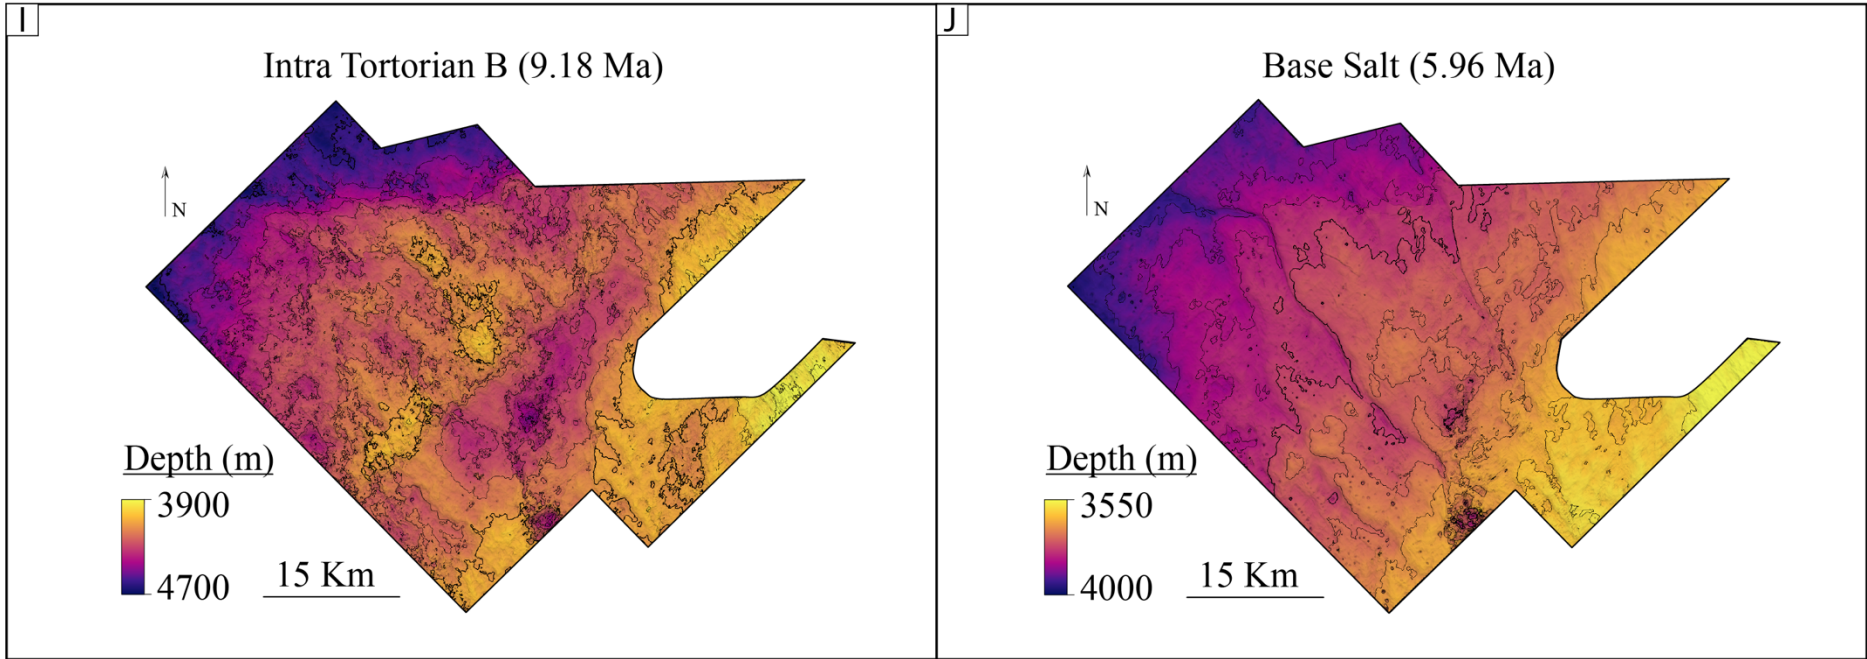 I
Intra Tortorian B (9.18 Ma)
N
Depth (m)
3900
4700
15 Km
J
Base Salt (5.96 Ma)
N
Depth (m)
3550
4000
15 Km